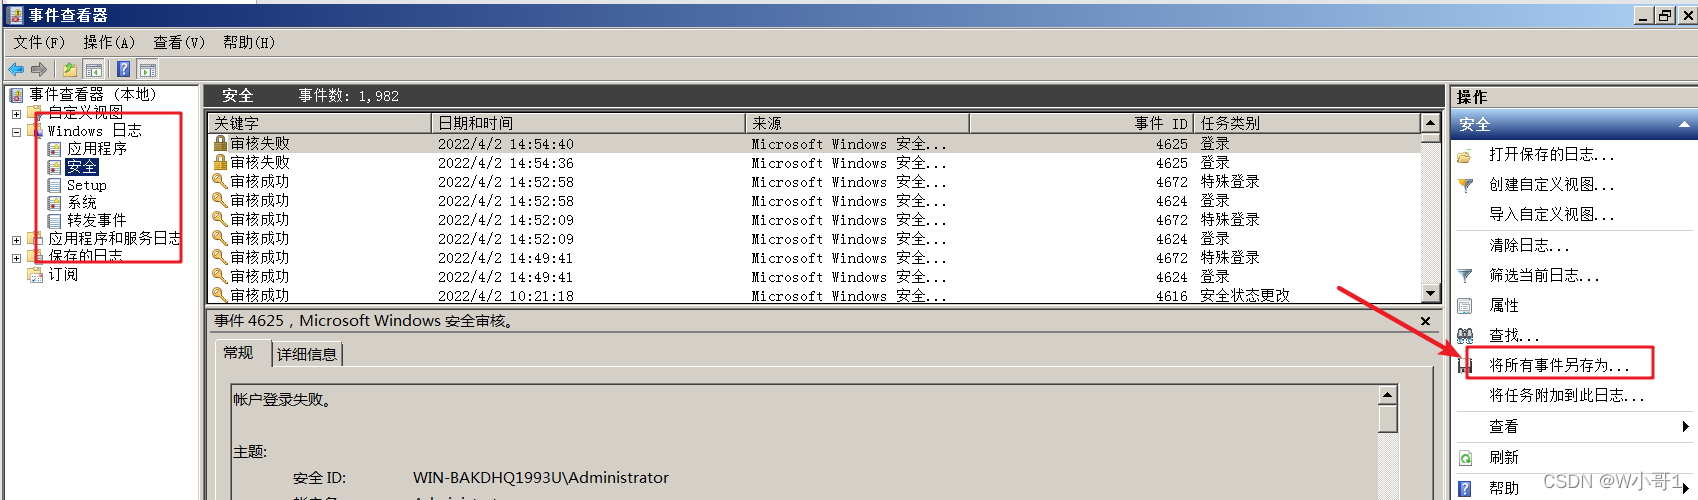 事件查看器
文件(F) 操作(A) 查看(V) 帮助(H)
事件查看器 (本地)
自定义视图
Windows 日志
应用程序
安全
Setup
系统
转发事件
应用程序和服务日志
保存的日志
订阅
安全 事件数: 1,982
关键字 日期和时间 来源 事件 ID 任务类别
审核失败 2022/4/2 14:54:40 Microsoft Windows 安全... 4625 登录
审核失败 2022/4/2 14:54:36 Microsoft Windows 安全... 4625 登录
审核成功 2022/4/2 14:52:58 Microsoft Windows 安全... 4672 特殊登录
审核成功 2022/4/2 14:52:58 Microsoft Windows 安全... 4624 登录
审核成功 2022/4/2 14:52:09 Microsoft Windows 安全... 4672 特殊登录
审核成功 2022/4/2 14:52:09 Microsoft Windows 安全... 4624 登录
审核成功 2022/4/2 14:49:41 Microsoft Windows 安全... 4672 特殊登录
审核成功 2022/4/2 14:49:41 Microsoft Windows 安全... 4624 登录
审核成功 2022/4/2 10:21:18 Microsoft Windows 安全... 4616 安全状态更改
事件 4625，Microsoft Windows 安全审核。
常规 详细信息
帐户登录失败。
主题:
安全 ID: WIN-BAKDHQ1993U\Administrator
操作
安全
打开保存的日志...
创建自定义视图...
导入自定义视图...
清除日志...
筛选当前日志...
属性
查找...
将所有事件另存为...
将任务附加到此日志...
查看
刷新
帮助
CSDN @W小哥1